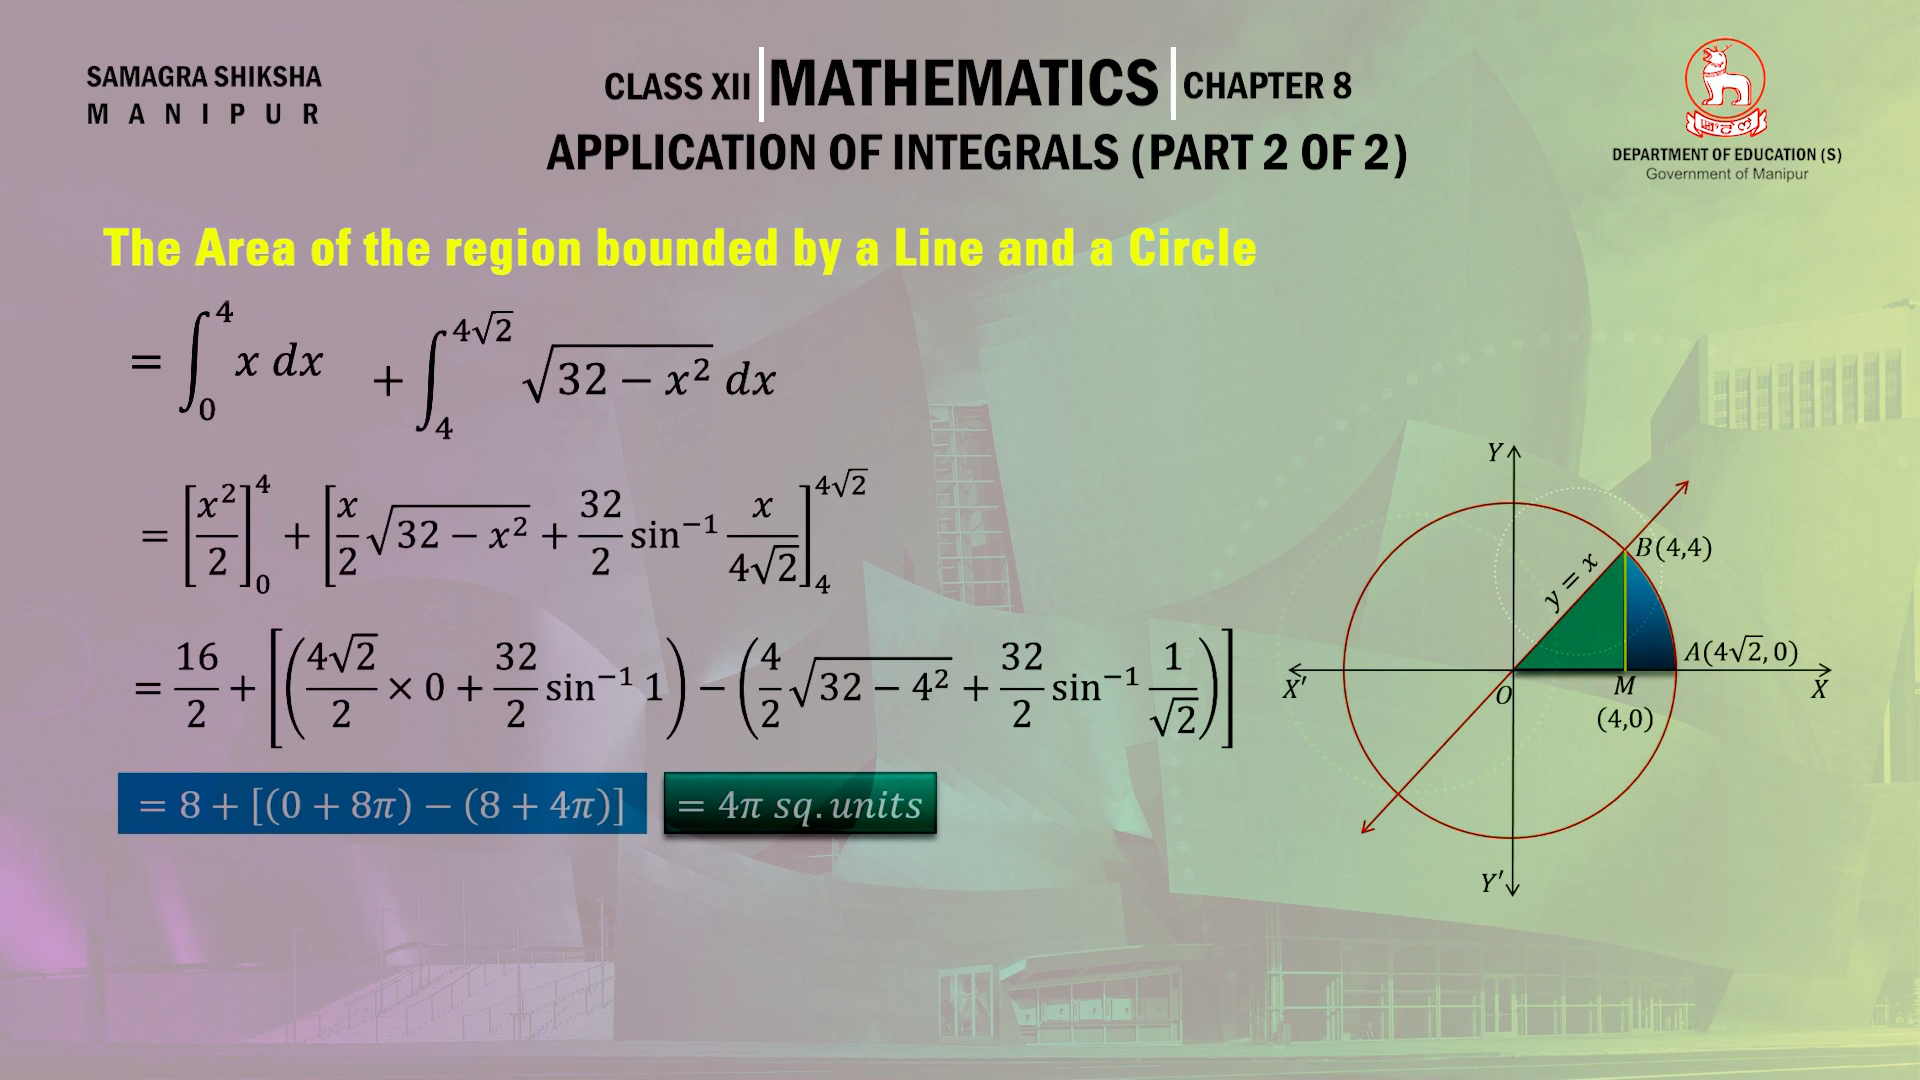 SAMAGRA SHIKSHA
MANIPUR
CLASS XII | MATHEMATICS | CHAPTER 8
APPLICATION OF INTEGRALS (PART 2 OF 2)
DEPARTMENT OF EDUCATION (S)
Government of Manipur
The Area of the region bounded by a Line and a Circle
= ∫₀⁴ x dx + ∫₄^{4√2} √(32 − x²) dx
= [x²/2]₀⁴ + [x/2 √(32 − x²) + 32/2 sin⁻¹ x/(4√2)]₄^{4√2}
= 16/2 + [(4√2/2 × 0 + 32/2 sin⁻¹ 1) − (4/2 √(32 − 4²) + 32/2 sin⁻¹ 1/√2)]
= 8 + [(0 + 8π) − (8 + 4π)] = 4π sq. units
Y
B(4,4)
y = x
A(4√2, 0)
X′ O M X
(4,0)
Y′